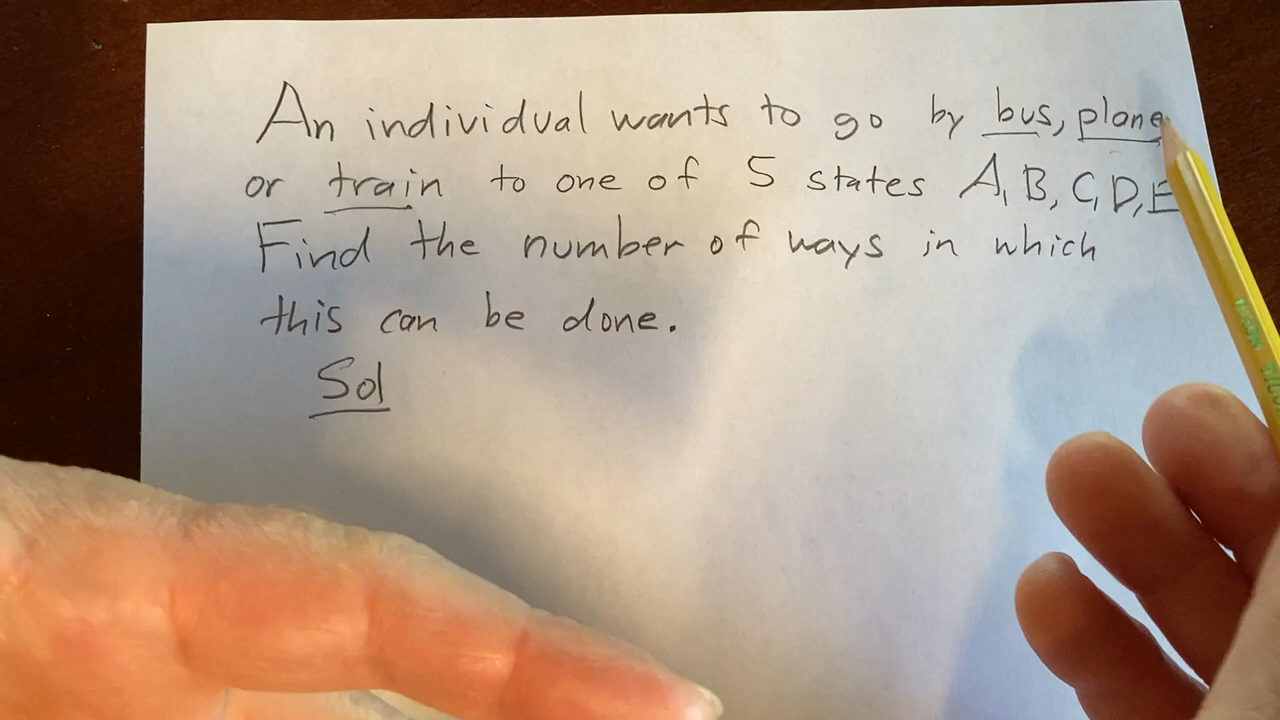 An individual wants to go by bus, plane
or train to one of 5 states A, B, C, D, E
Find the number of ways in which
this can be done.
Sol